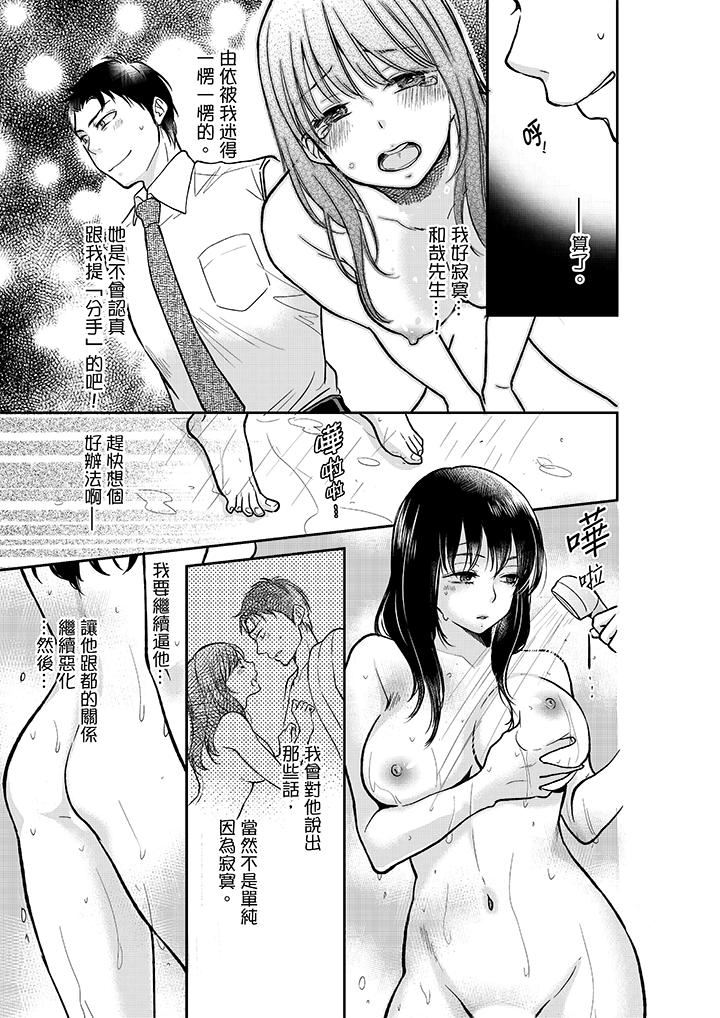 哼!
──算了。
我好寂寞…
和哉先生…!
由依被我迷得
一愣一愣的。
她是不會認真
跟我提「分手」的吧!
嘩啦啦啦…
趕快想個
好辦法啊──
嘩啦……
我曾對他說出
那些話,
當然不是單純
因為寂寞。
我要繼續逼他…
讓他跟都的關係
繼續惡化
…然後…